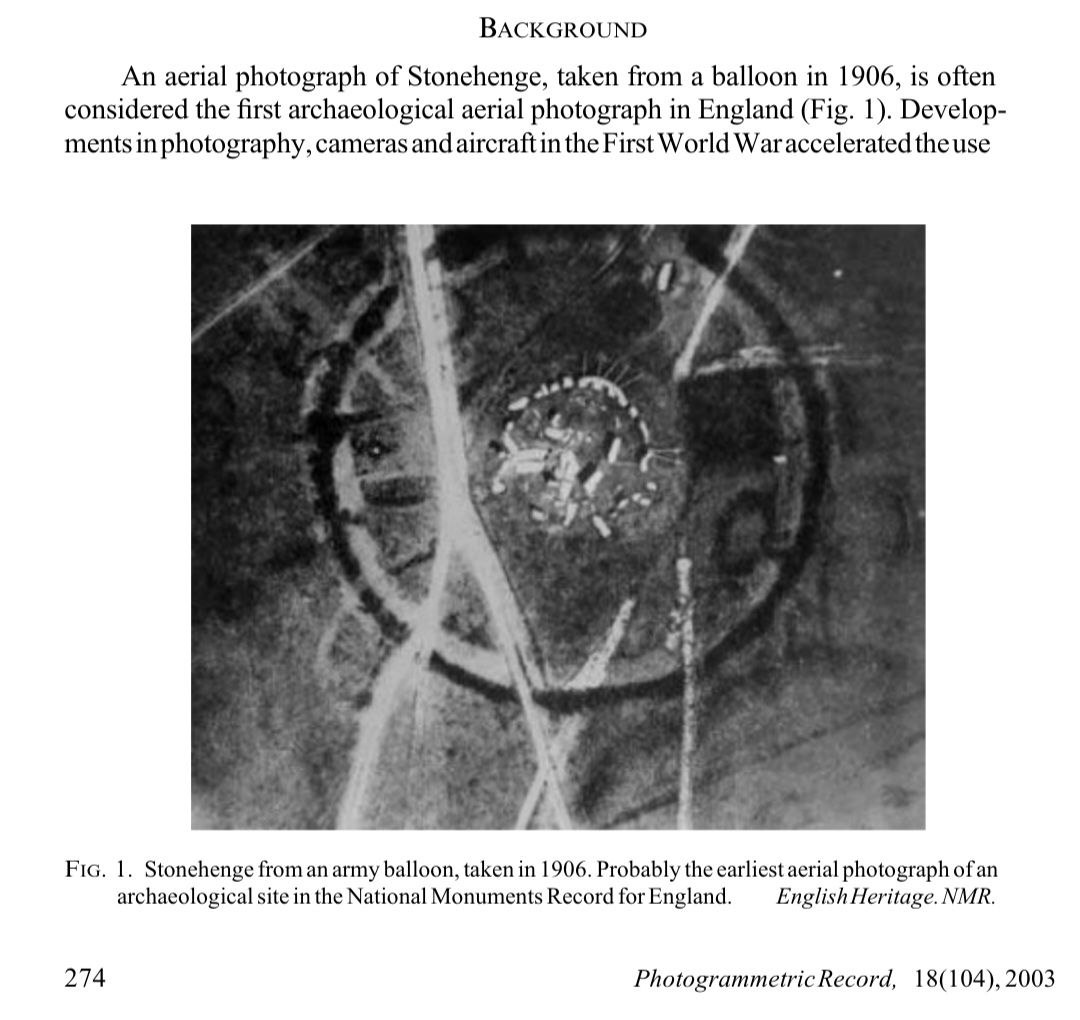 BACKGROUND
An aerial photograph of Stonehenge, taken from a balloon in 1906, is often
considered the first archaeological aerial photograph in England (Fig. 1). Develop-
ments in photography, cameras and aircraft in the First World War accelerated the use
FIG. 1. Stonehenge from an army balloon, taken in 1906. Probably the earliest aerial photograph of an
archaeological site in the National Monuments Record for England. English Heritage. NMR.
274 Photogrammetric Record, 18(104), 2003